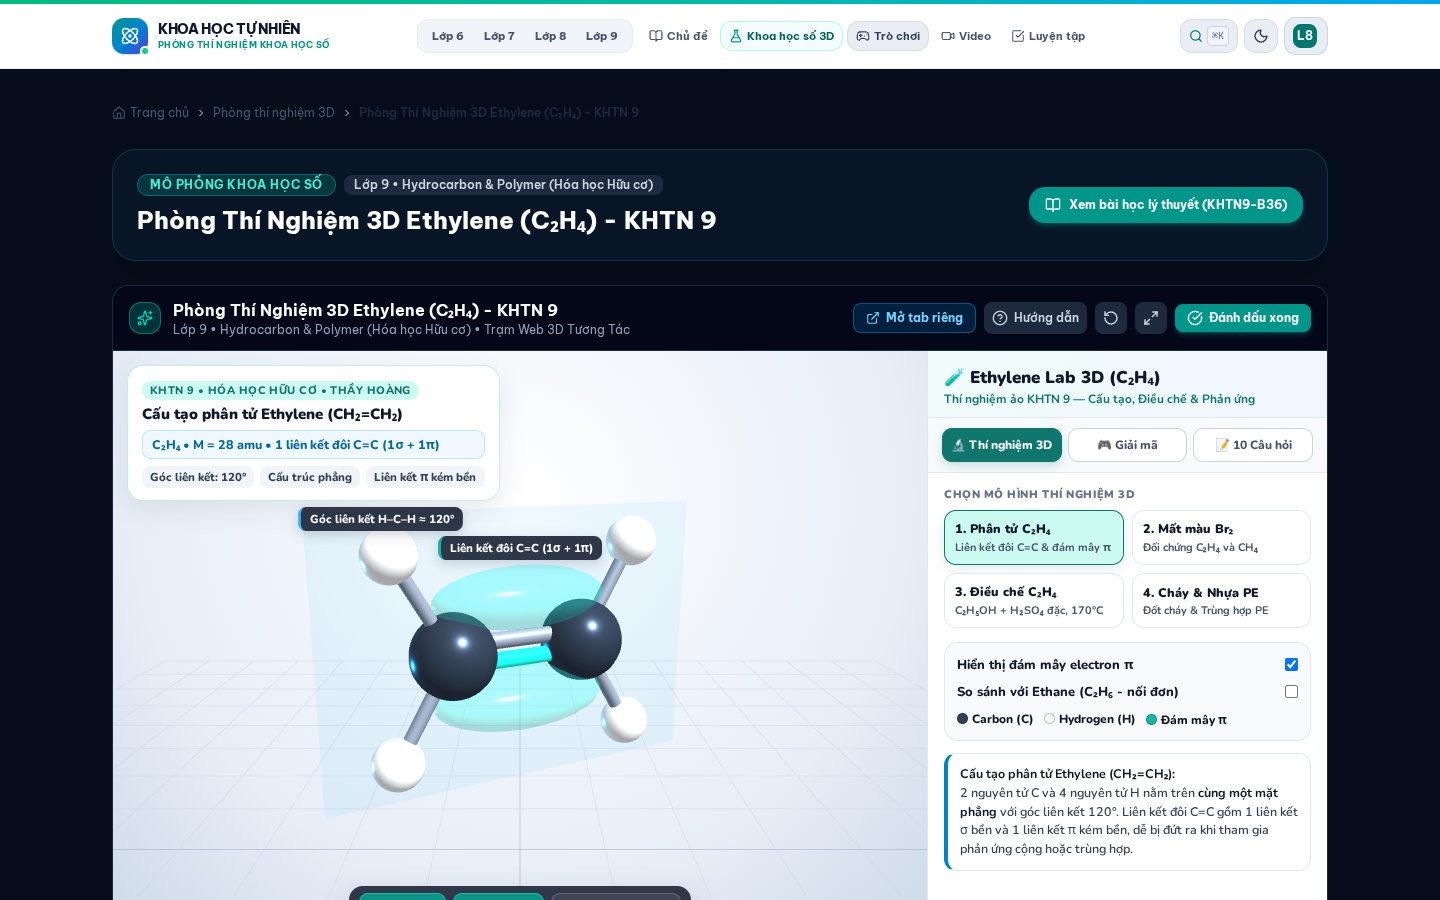 KHOA HỌC TỰ NHIÊN
PHÒNG THÍ NGHIỆM KHOA HỌC SỐ
Lớp 6 Lớp 7 Lớp 8 Lớp 9 Chủ đề Khoa học số 3D Trò chơi Video Luyện tập
⌘K L8
Trang chủ > Phòng thí nghiệm 3D > Phòng Thí Nghiệm 3D Ethylene (C₂H₄) - KHTN 9
MÔ PHỎNG KHOA HỌC SỐ Lớp 9 • Hydrocarbon & Polymer (Hóa học Hữu cơ)
Phòng Thí Nghiệm 3D Ethylene (C₂H₄) - KHTN 9
Xem bài học lý thuyết (KHTN9-B36)
Phòng Thí Nghiệm 3D Ethylene (C₂H₄) - KHTN 9
Lớp 9 • Hydrocarbon & Polymer (Hóa học Hữu cơ) • Trạm Web 3D Tương Tác
Mở tab riêng Hướng dẫn Đánh dấu xong
KHTN 9 • HÓA HỌC HỮU CƠ • THẦY HOÀNG
Cấu tạo phân tử Ethylene (CH₂=CH₂)
C₂H₄ • M = 28 amu • 1 liên kết đôi C=C (1σ + 1π)
Góc liên kết: 120° Cấu trúc phẳng Liên kết π kém bền
Góc liên kết H–C–H ≈ 120°
Liên kết đôi C=C (1σ + 1π)
🧪 Ethylene Lab 3D (C₂H₄)
Thí nghiệm ảo KHTN 9 — Cấu tạo, Điều chế & Phản ứng
🔬 Thí nghiệm 3D 🎮 Giải mã 📝 10 Câu hỏi
CHỌN MÔ HÌNH THÍ NGHIỆM 3D
1. Phân tử C₂H₄
Liên kết đôi C=C & đám mây π
2. Mất màu Br₂
Đối chứng C₂H₄ và CH₄
3. Điều chế C₂H₄
C₂H₅OH + H₂SO₄ đặc, 170°C
4. Cháy & Nhựa PE
Đốt cháy & Trùng hợp PE
Hiển thị đám mây electron π
So sánh với Ethane (C₂H₆ - nối đơn)
Carbon (C) Hydrogen (H) Đám mây π
Cấu tạo phân tử Ethylene (CH₂=CH₂):
2 nguyên tử C và 4 nguyên tử H nằm trên cùng một mặt
phẳng với góc liên kết 120°. Liên kết đôi C=C gồm 1 liên kết
σ bền và 1 liên kết π kém bền, dễ bị đứt ra khi tham gia
phản ứng cộng hoặc trùng hợp.